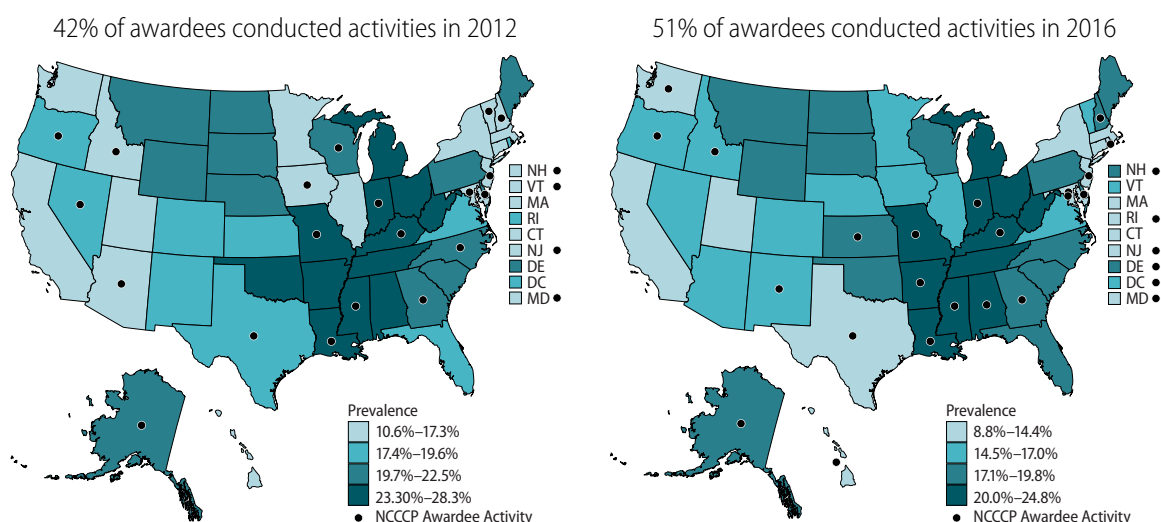 42% of awardees conducted activities in 2012
NH
VT
MA
RI
CT
NJ
DE
DC
MD
Prevalence
10.6%–17.3%
17.4%–19.6%
19.7%–22.5%
23.30%–28.3%
NCCCP Awardee Activity
51% of awardees conducted activities in 2016
NH
VT
MA
RI
CT
NJ
DE
DC
MD
Prevalence
8.8%–14.4%
14.5%–17.0%
17.1%–19.8%
20.0%–24.8%
NCCCP Awardee Activity